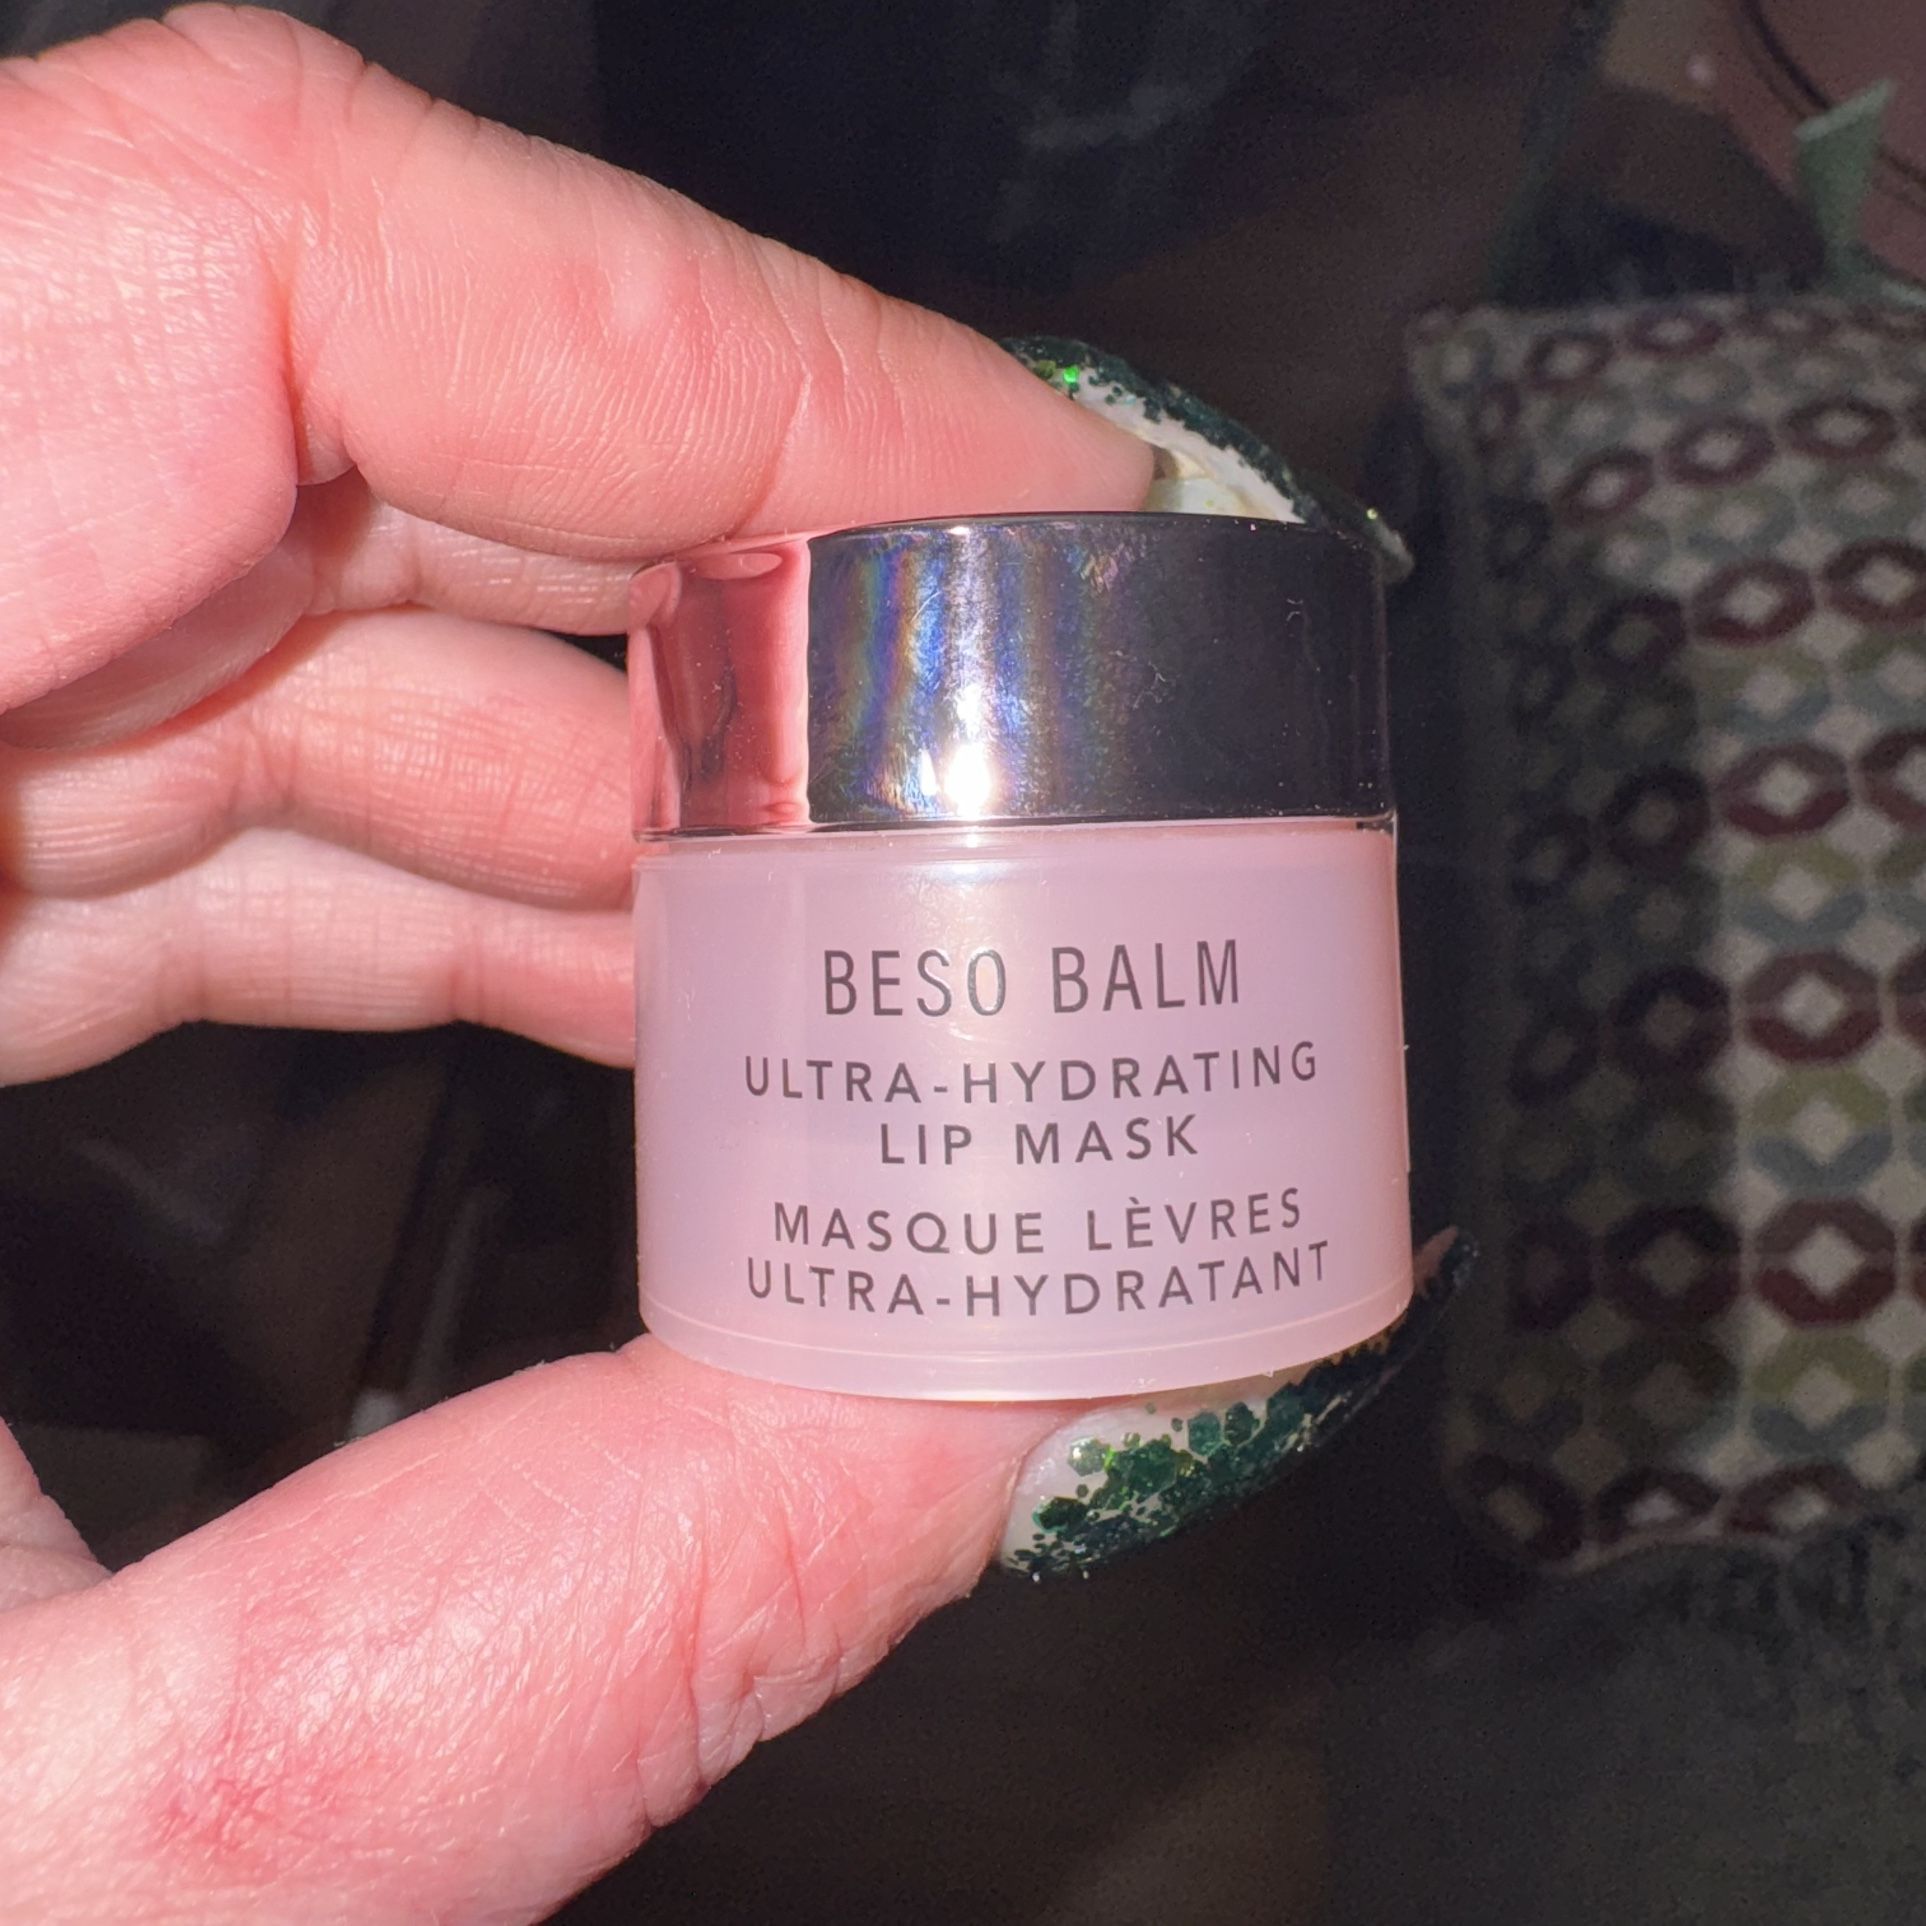 BESO BALM
ULTRA-HYDRATING
LIP MASK
MASQUE LÈVRES
ULTRA-HYDRATANT